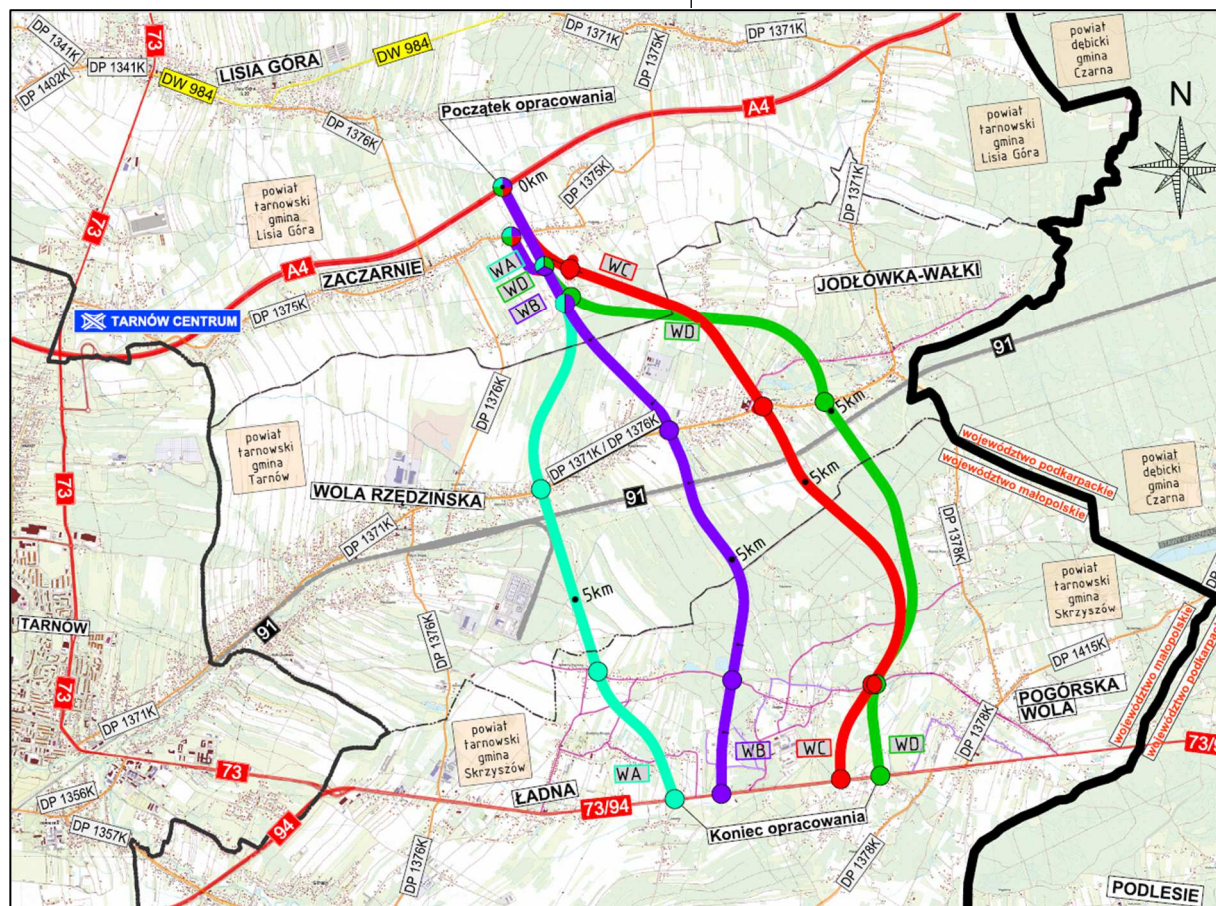 73
DP 1341K
DP 1341K
DP 1402K
DW 984
LISIA GÓRA
DW 984
DP 1371K
DP 1375K
DP 1371K
powiat
dębicki
gmina
Czarna
Początek opracowania
A4
N
DP 1376K
powiat
tarnowski
gmina
Lisia Góra
DP 1375K
DP 1371K
powiat
tarnowski
gmina
Lisia Góra
0km
73
A4
ZACZARNIE
WA
WD
WB
WC
JODŁÓWKA-WAŁKI
TARNÓW CENTRUM
DP 1375K
WD
91
DP 1376K
5km
powiat
tarnowski
gmina
Tarnów
DP 1371K / DP 1376K
województwo podkarpackie
województwo małopolskie
powiat
dębicki
gmina
Czarna
73
WOLA RZĘDZIŃSKA
91
5km
DP 1371K
DP 1378K
5km
5km
powiat
tarnowski
gmina
Skrzyszów
TARNÓW
91
DP 1376K
województwo małopolskie
województwo podkarpackie
DP 1415K
73
DP 1371K
POGÓRSKA
WOLA
DP 1378K
powiat
tarnowski
gmina
Skrzyszów
WB
WC
WD
73/9
73
WA
ŁADNA
73/94
DP 1356K
Koniec opracowania
94
DP 1357K
DP 1376K
DP 1378K
PODLESIE